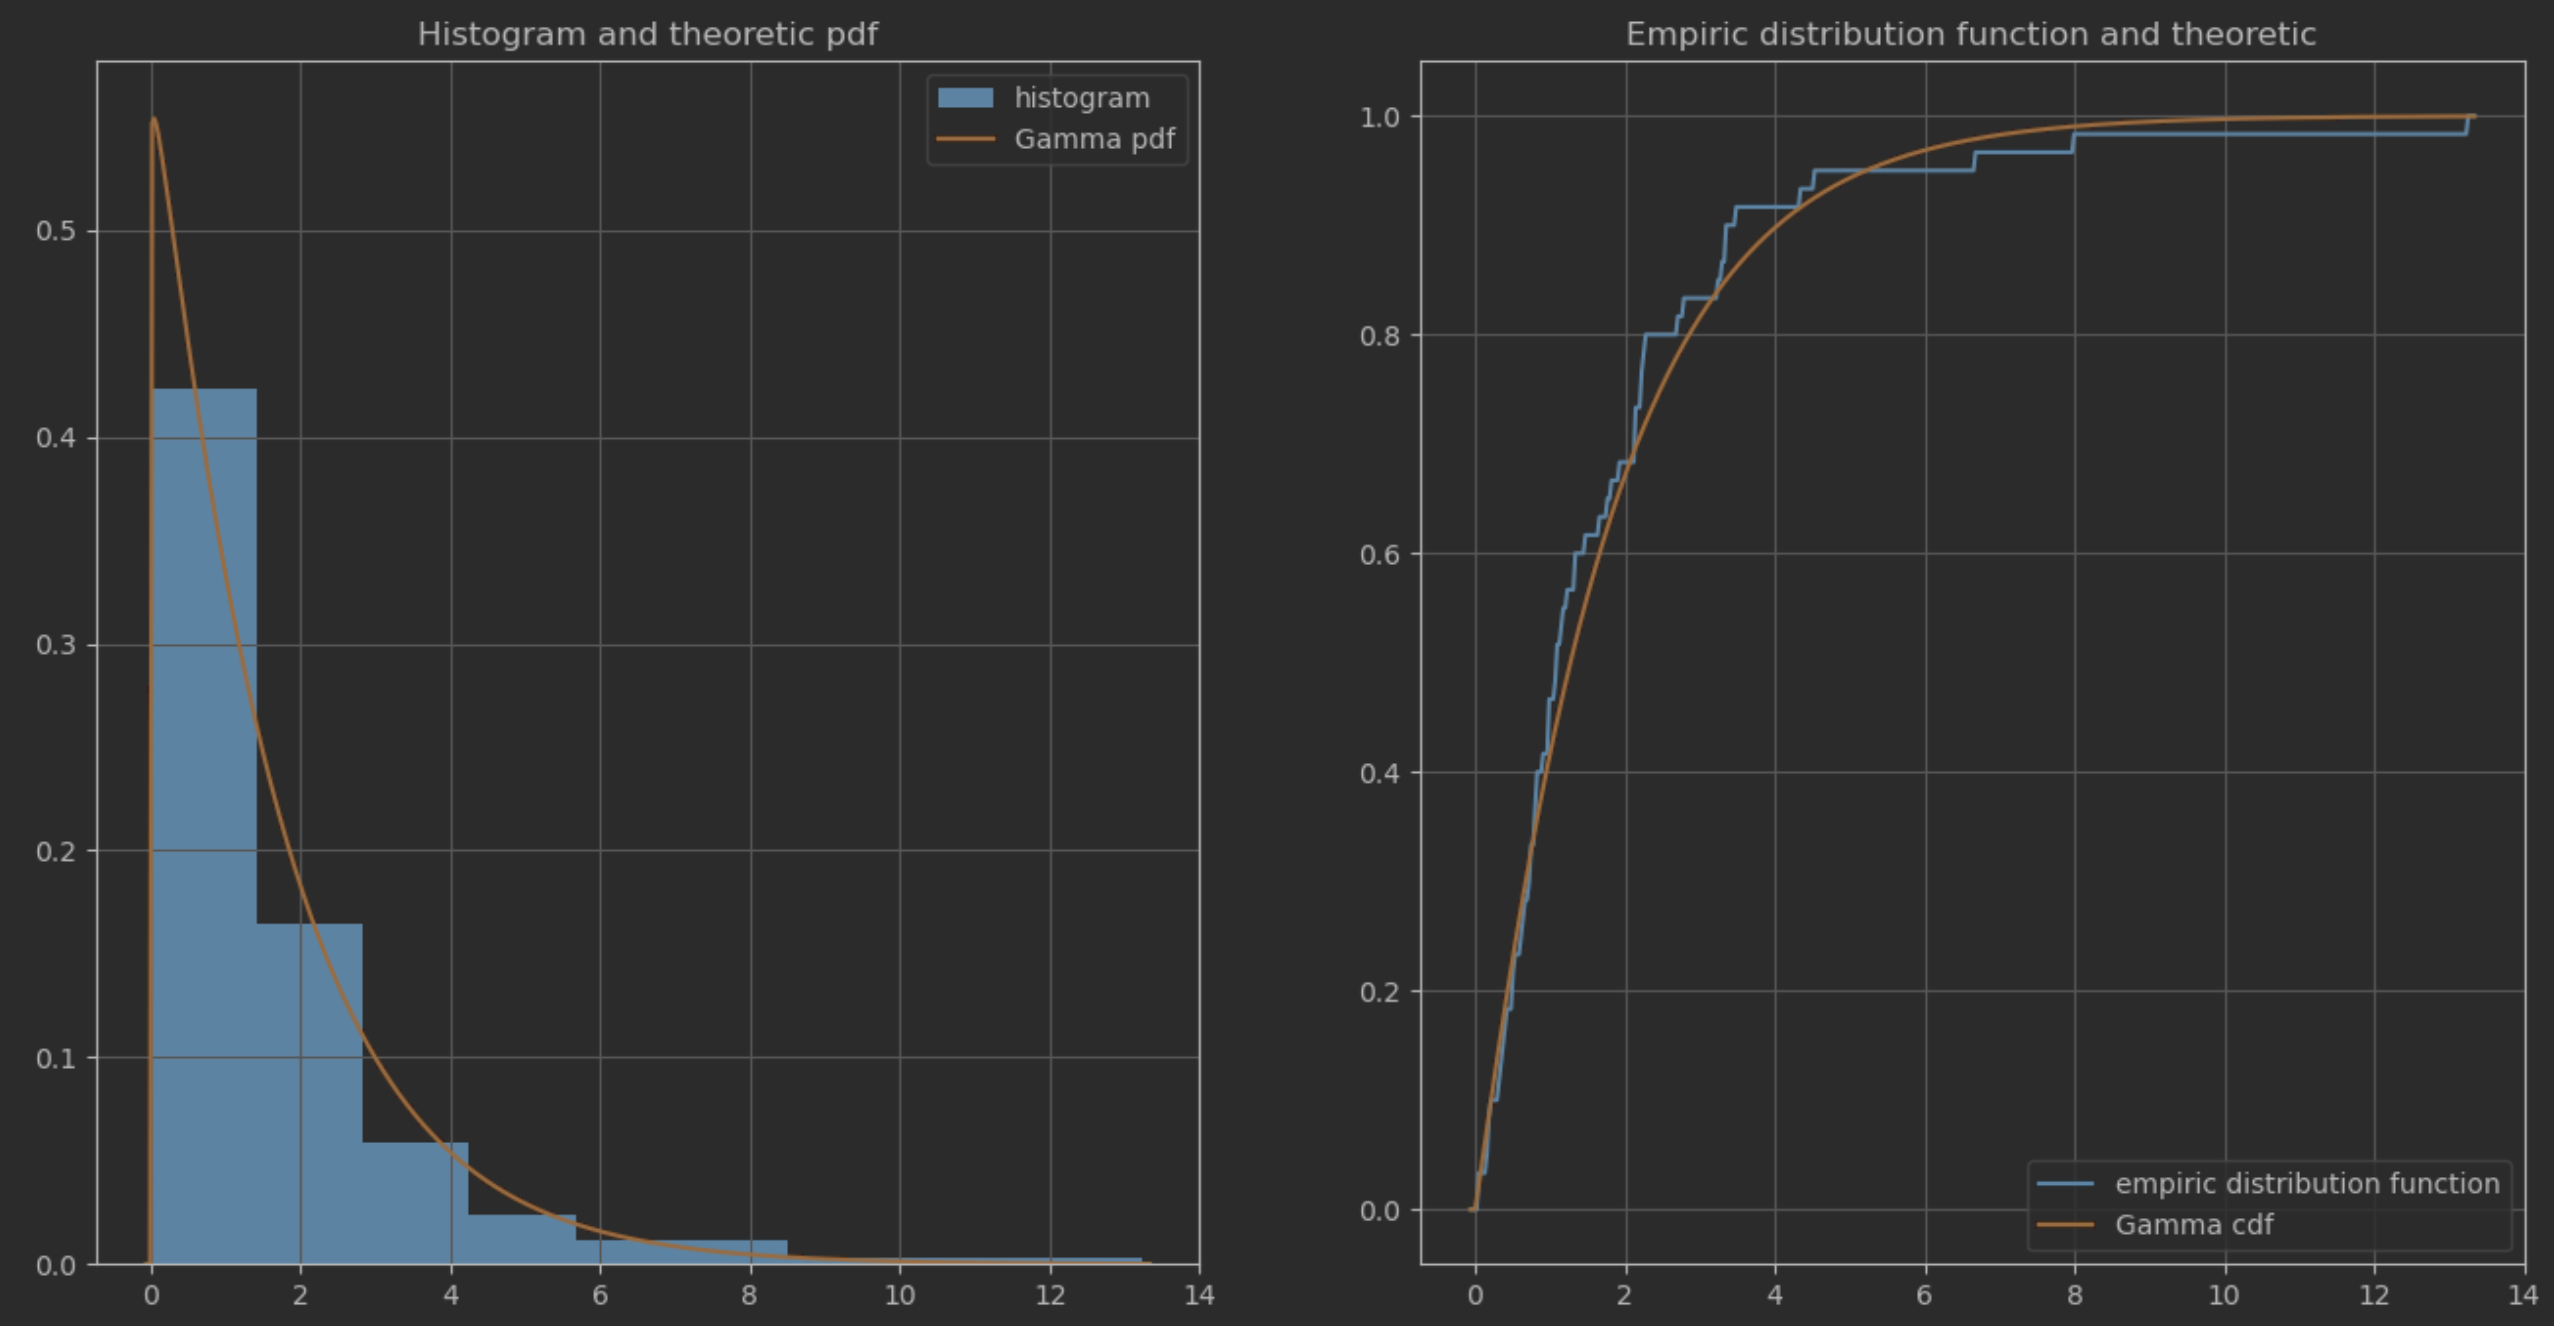 Histogram and theoretic pdf
histogram
Gamma pdf
0.5
0.4
0.3
0.2
0.1
0.0
0 2 4 6 8 10 12 14
Empiric distribution function and theoretic
1.0
0.8
0.6
0.4
0.2
0.0
empiric distribution function
Gamma cdf
0 2 4 6 8 10 12 14